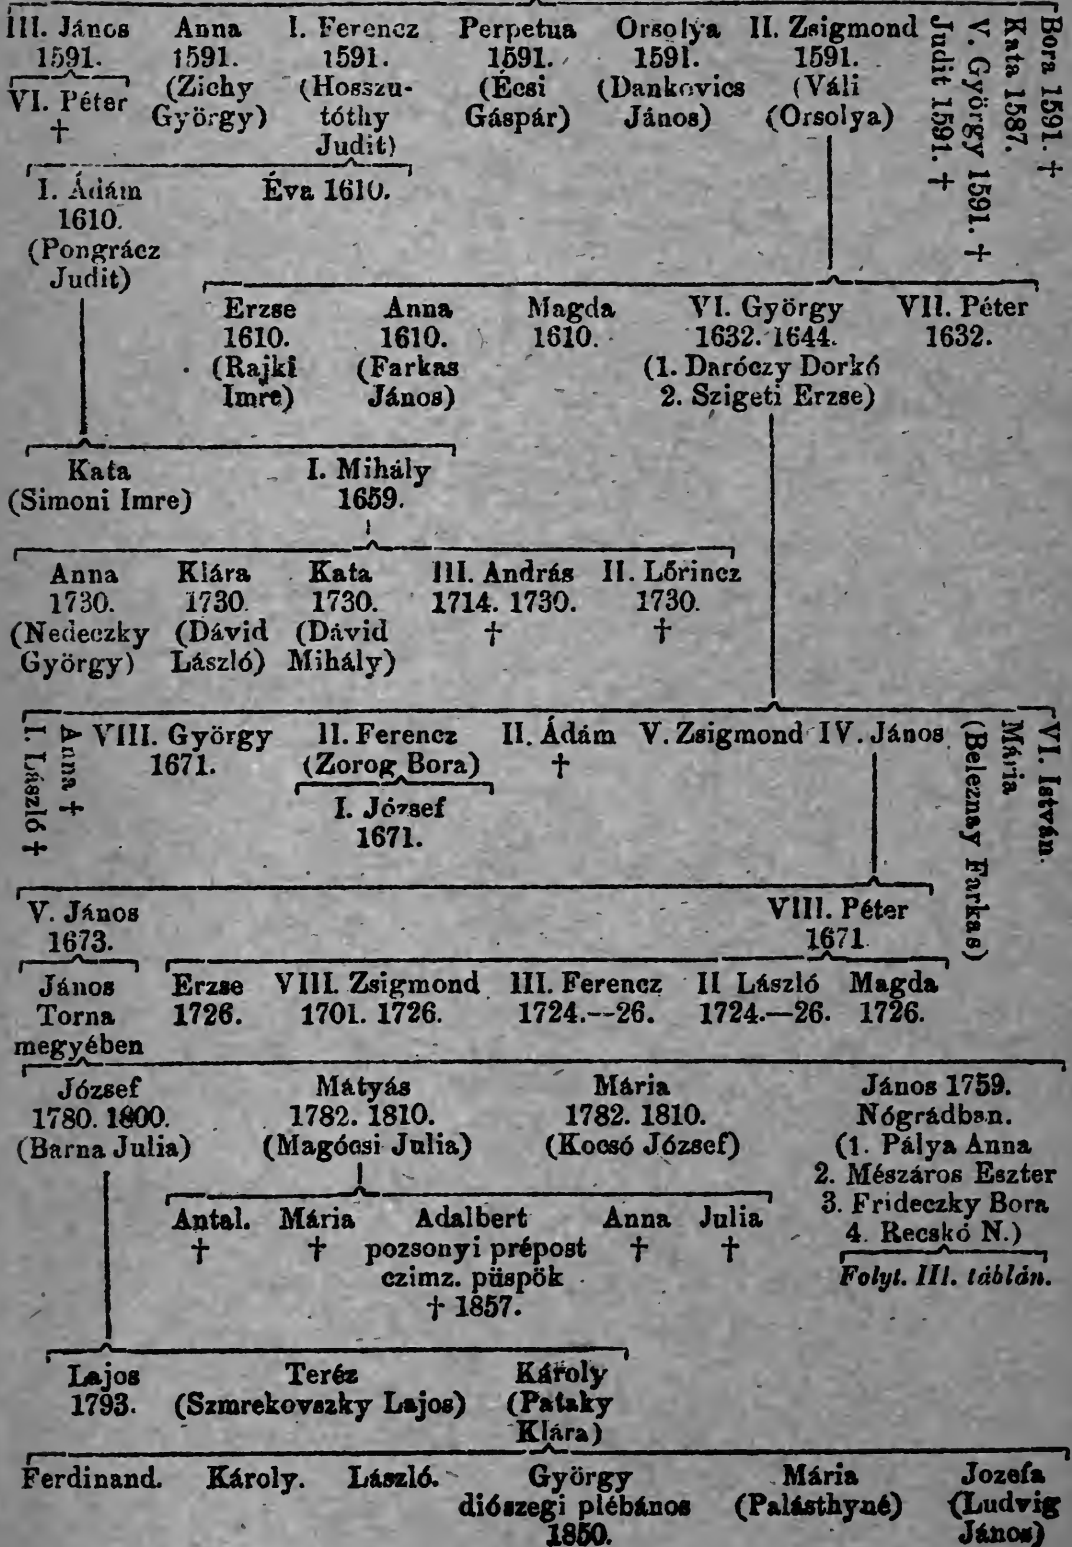 III. János Anna I. Ferencz Perpetua Orsolya II. Zsigmond
1591. 1591. 1591. 1591. 1591. 1591.
VI. Péter (Zichy (Hosszu- (Écsi (Dankovics (Váli
† György) tóthy Gáspár) János) (Orsolya)
Judit)
Judit 1591. †
V. György 1591. †
Kata 1587.
Bora 1591. †
I. Ádám Éva 1610.
1610.
(Pongrácz
Judit)
Erzse Anna Magda VI. György VII. Péter
1610. 1610. 1610. 1632. 1644. 1632.
(Rajki (Farkas (1. Daróczy Dorkó
Imre) János) 2. Szigeti Erzse)
Kata I. Mihály
(Simoni Imre) 1659.
Anna Klára Kata III. András II. Lőrincz
1730. 1730. 1730. 1714. 1730. 1730.
(Nedeczky (Dávid (Dávid † †
György) László) Mihály)
I. László †
Anna †
VIII. György II. Ferencz II. Ádám V. Zsigmond IV. János
1671. (Zorog Bora) †
I. József
1671.
(Beleznay Farkas)
Mária
VI. István.
V. János VIII. Péter
1673. 1671.
János Erzse VIII. Zsigmond III. Ferencz II László Magda
Torna 1726. 1701. 1726. 1724.—26. 1724.—26. 1726.
megyében
József Mátyás Mária János 1759.
1780. 1800. 1782. 1810. 1782. 1810. Nógrádban.
(Barna Julia) (Magócsi Julia) (Kocsó József) (1. Pálya Anna
2. Mészáros Eszter
3. Frideczky Bora
4. Recskó N.)
Folyt. III. táblán.
Antal. Mária Adalbert Anna Julia
† † pozsonyi prépost † †
czimz. püspök
† 1857.
Lajos Teréz Károly
1793. (Szmrekovszky Lajos) (Pataky
Klára)
Ferdinand. Károly. László. György Mária Jozefa
diószegi plébános (Palásthyné) (Ludvig
1850. János)